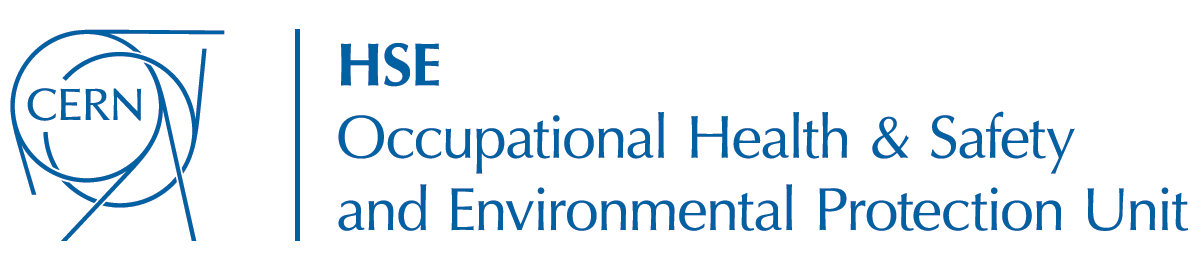 CERN
HSE
Occupational Health & Safety
and Environmental Protection Unit